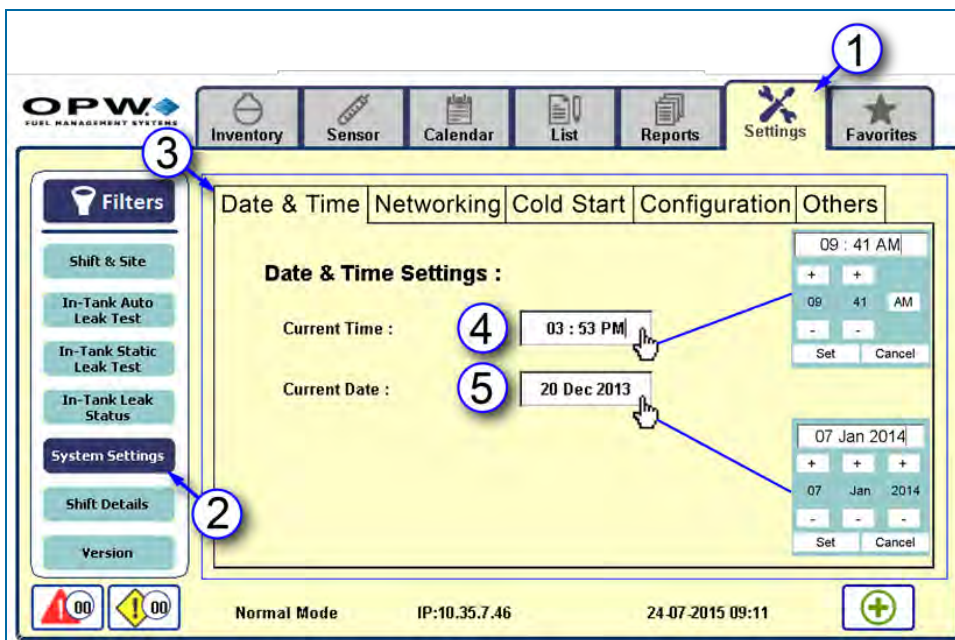 1
OPW
FUEL MANAGEMENT SYSTEMS
Inventory
Sensor
Calendar
List
Reports
Settings
Favorites
3
Filters
Shift & Site
In-Tank Auto
Leak Test
In-Tank Static
Leak Test
In-Tank Leak
Status
System Settings
Shift Details
Version
2
Date & Time
Networking
Cold Start
Configuration
Others
Date & Time Settings :
Current Time :
4
03 : 53 PM
Current Date :
5
20 Dec 2013
09 : 41 AM
+ +
09 41 AM
- -
Set Cancel
07 Jan 2014
+ + +
07 Jan 2014
- - -
Set Cancel
! 00
! 00
Normal Mode
IP:10.35.7.46
24-07-2015 09:11